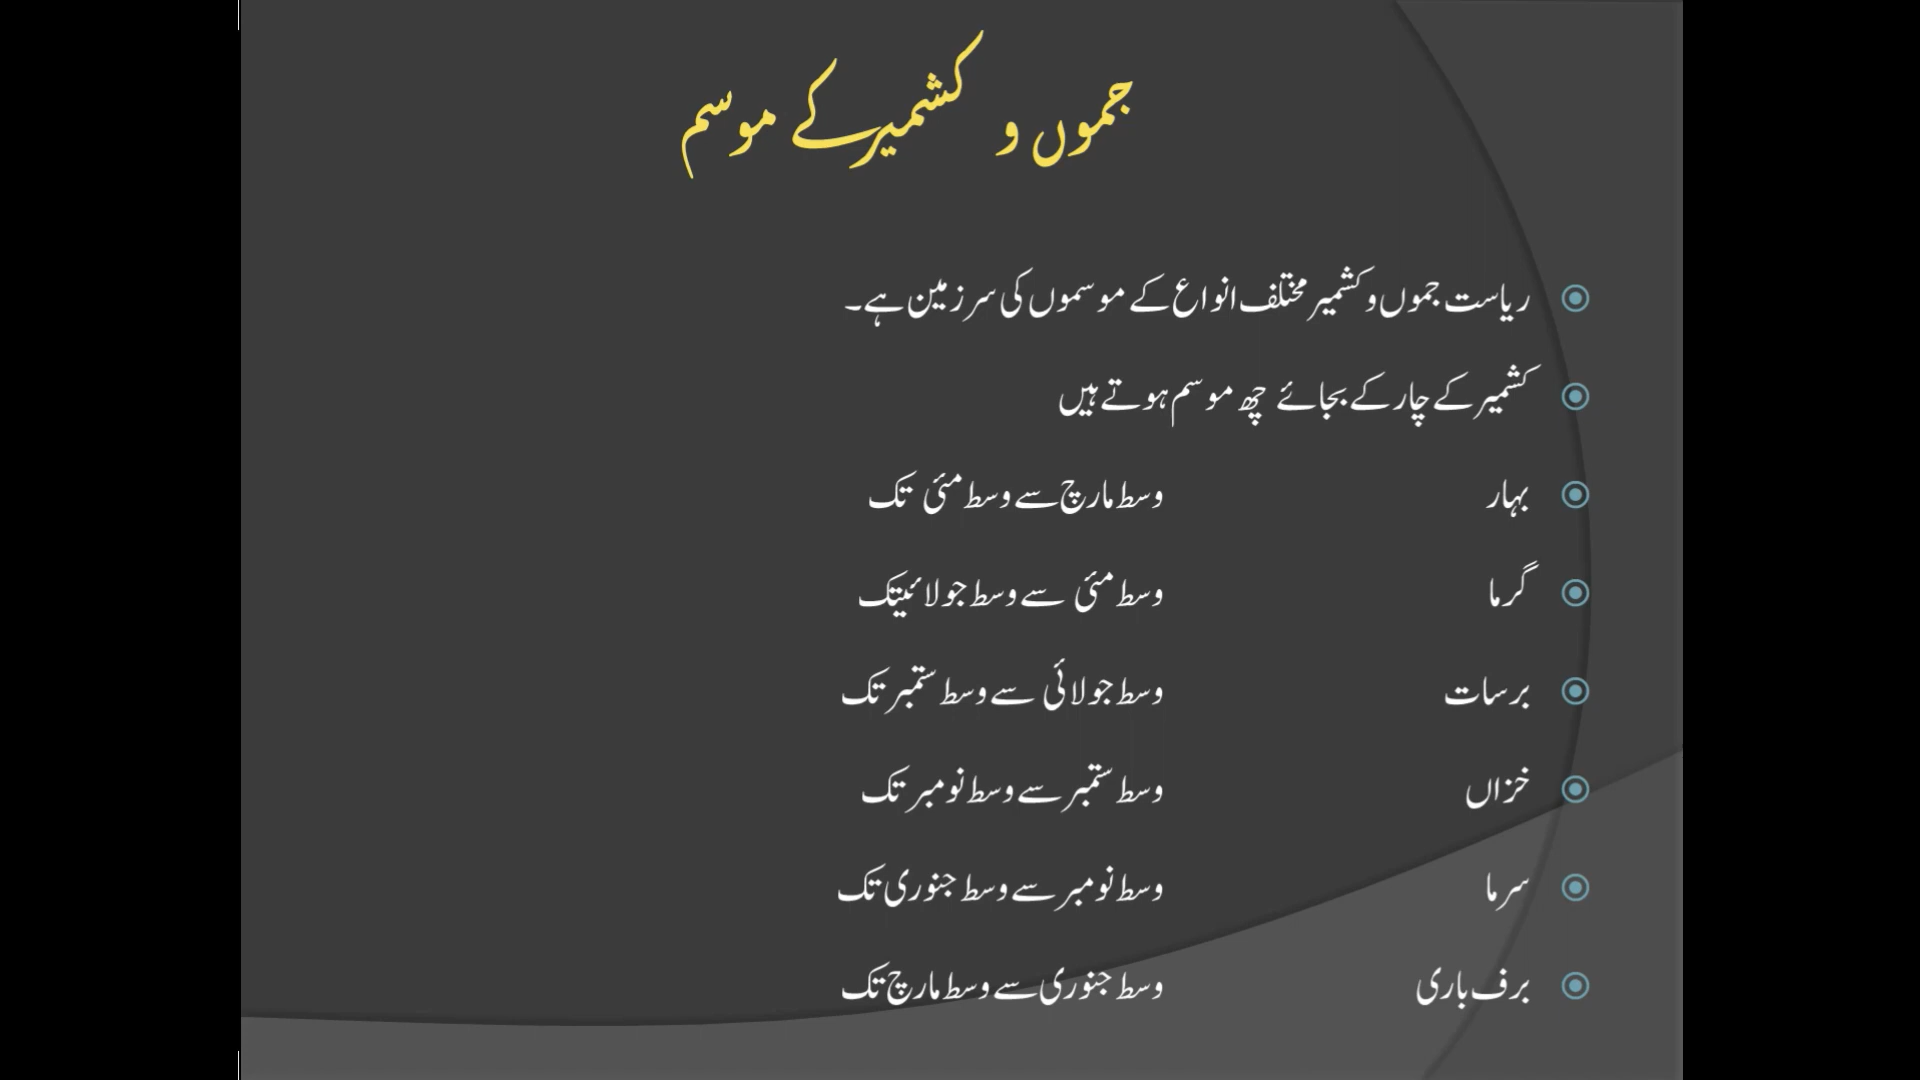 جموں و کشمیرکے موسم
ریاست جموں و کشمیر مختلف انواع کے موسموں کی سرزمین ہے۔
کشمیر کے چار کے بجائے چھ موسم ہوتے ہیں
بہار وسط مارچ سے وسط مئی تک
گرما وسط مئی سے وسط جولائیتک
برسات وسط جولائی سے وسط ستمبر تک
خزاں وسط ستمبر سے وسط نومبر تک
سرما وسط نومبر سے وسط جنوری تک
برف باری وسط جنوری سے وسط مارچ تک